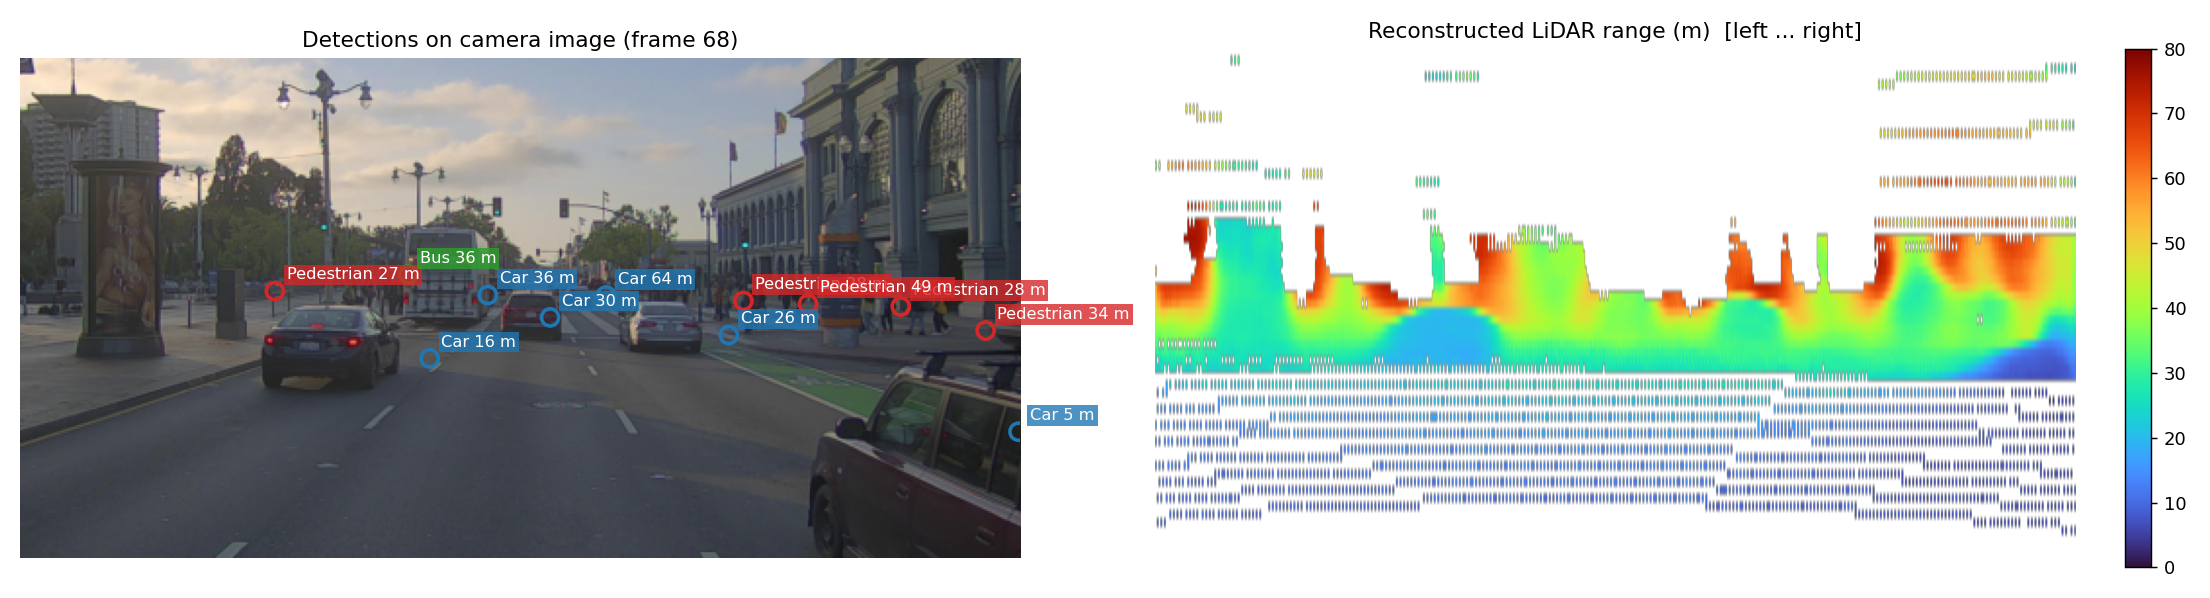 Detections on camera image (frame 68)
Pedestrian 27 m
Bus 36 m
Car 36 m
Car 64 m
Car 30 m
Car 16 m
Pedestrian 49 m
28 m
Car 26 m
Pedestrian 34 m
Car 5 m
Reconstructed LiDAR range (m) [left ... right]
80
70
60
50
40
30
20
10
0